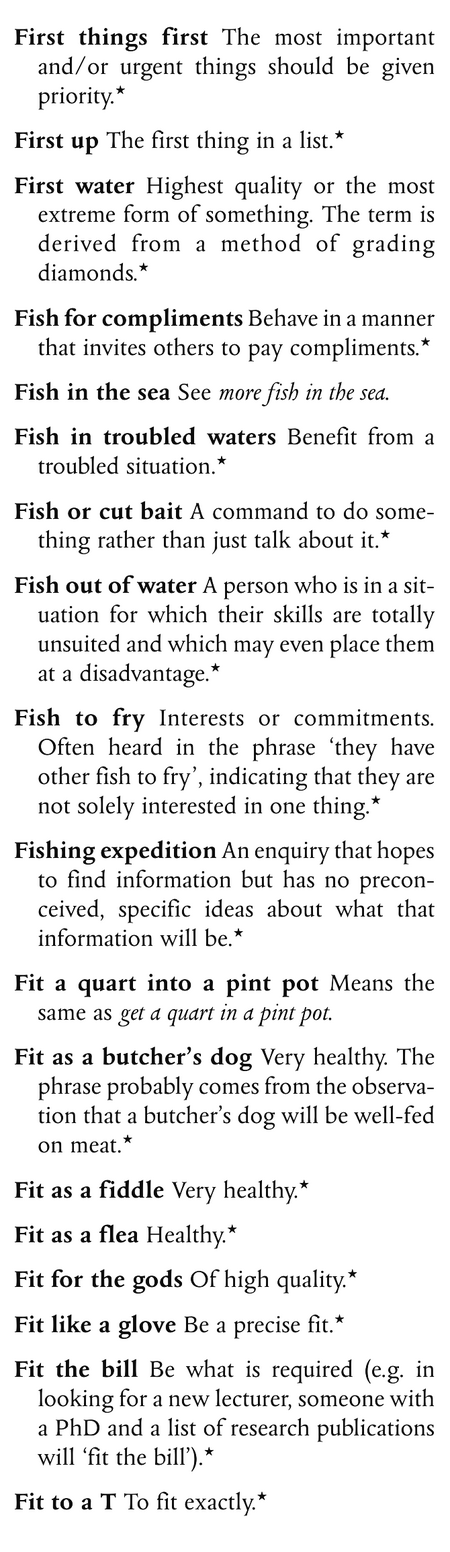 First things first The most important
and/or urgent things should be given
priority.★
First up The first thing in a list.★
First water Highest quality or the most
extreme form of something. The term is
derived from a method of grading
diamonds.★
Fish for compliments Behave in a manner
that invites others to pay compliments.★
Fish in the sea See more fish in the sea.
Fish in troubled waters Benefit from a
troubled situation.★
Fish or cut bait A command to do some-
thing rather than just talk about it.★
Fish out of water A person who is in a sit-
uation for which their skills are totally
unsuited and which may even place them
at a disadvantage.★
Fish to fry Interests or commitments.
Often heard in the phrase ‘they have
other fish to fry’, indicating that they are
not solely interested in one thing.★
Fishing expedition An enquiry that hopes
to find information but has no precon-
ceived, specific ideas about what that
information will be.★
Fit a quart into a pint pot Means the
same as get a quart in a pint pot.
Fit as a butcher’s dog Very healthy. The
phrase probably comes from the observa-
tion that a butcher’s dog will be well-fed
on meat.★
Fit as a fiddle Very healthy.★
Fit as a flea Healthy.★
Fit for the gods Of high quality.★
Fit like a glove Be a precise fit.★
Fit the bill Be what is required (e.g. in
looking for a new lecturer, someone with
a PhD and a list of research publications
will ‘fit the bill’).★
Fit to a T To fit exactly.★